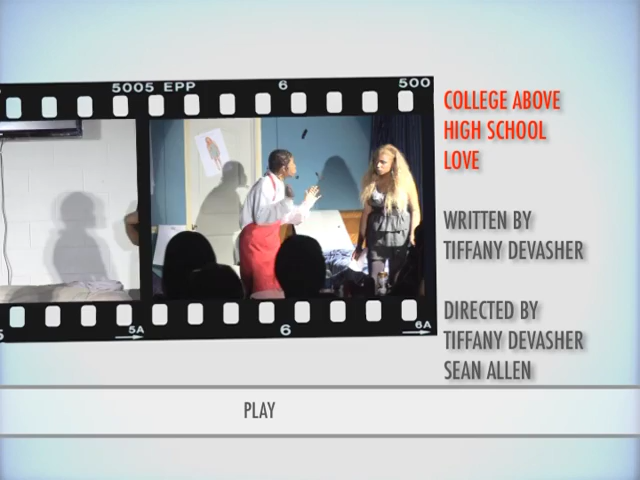 5005 EPP 6 500
COLLEGE ABOVE
HIGH SCHOOL
LOVE
WRITTEN BY
TIFFANY DEVASHER
DIRECTED BY
TIFFANY DEVASHER
SEAN ALLEN
5 5A 6 6A
PLAY